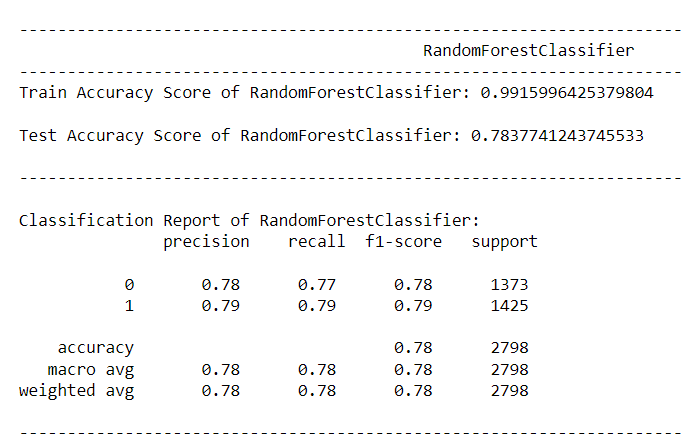 --------------------------------------------------------------------------------
RandomForestClassifier
--------------------------------------------------------------------------------
Train Accuracy Score of RandomForestClassifier: 0.9915996425379804
Test Accuracy Score of RandomForestClassifier: 0.7837741243745533
--------------------------------------------------------------------------------
Classification Report of RandomForestClassifier:
precision recall f1-score support
0 0.78 0.77 0.78 1373
1 0.79 0.79 0.79 1425
accuracy 0.78 2798
macro avg 0.78 0.78 0.78 2798
weighted avg 0.78 0.78 0.78 2798
--------------------------------------------------------------------------------